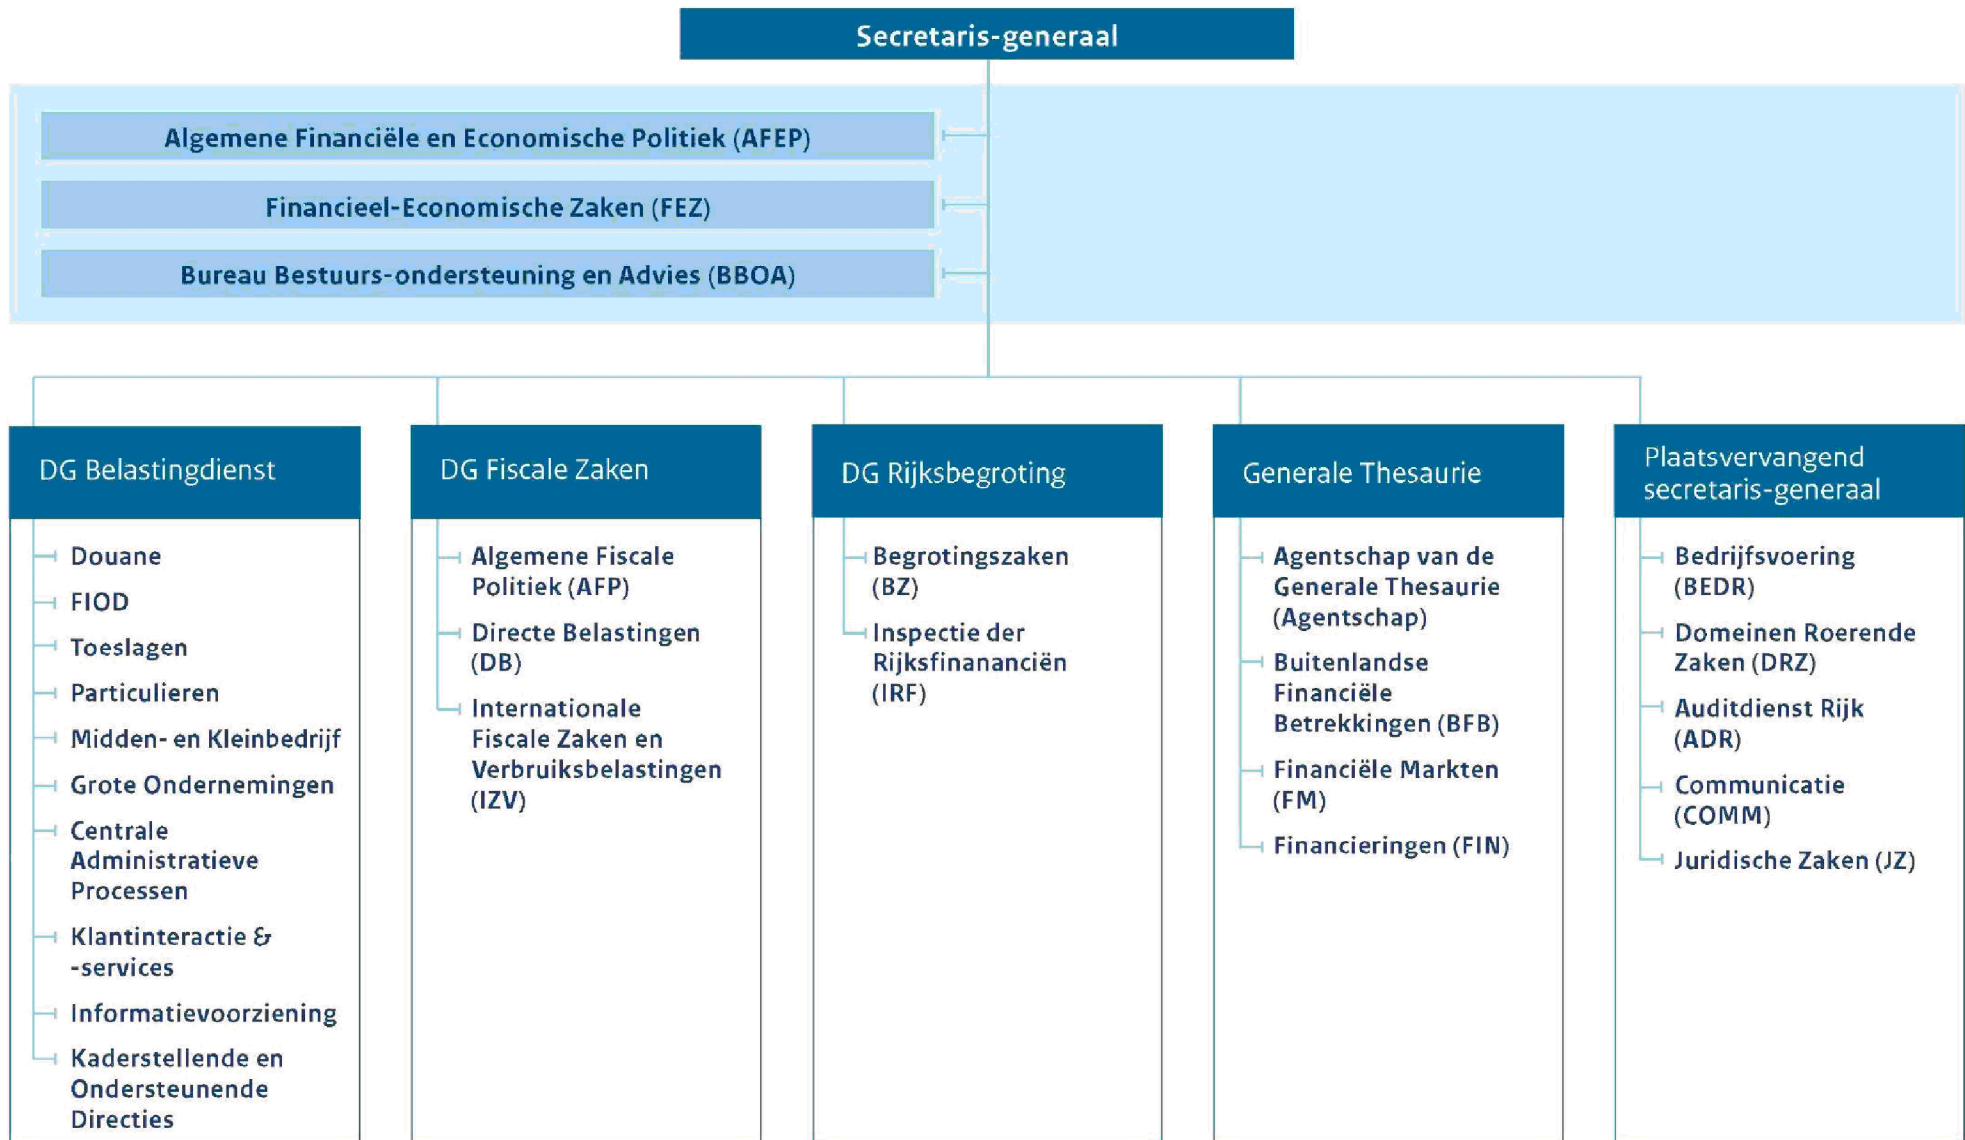 Secretaris-generaal
Algemene Financiële en Economische Politiek (AFEP)
Financieel-Economische Zaken (FEZ)
Bureau Bestuurs-ondersteuning en Advies (BBOA)
DG Belastingdienst
Douane
FIOD
Toeslagen
Particulieren
Midden- en Kleinbedrijf
Grote Ondernemingen
Centrale
Administratieve
Processen
Klantinteractie &
-services
Informatievoorziening
Kaderstellende en
Ondersteunende
Directies
DG Fiscale Zaken
Algemene Fiscale
Politiek (AFP)
Directe Belastingen
(DB)
Internationale
Fiscale Zaken en
Verbruiksbelastingen
(IZV)
DG Rijksbegroting
Begrotingszaken
(BZ)
Inspectie der
Rijksfinananciën
(IRF)
Generale Thesaurie
Agentschap van de
Generale Thesaurie
(Agentschap)
Buitenlandse
Financiële
Betrekkingen (BFB)
Financiële Markten
(FM)
Financieringen (FIN)
Plaatsvervangend
secretaris-generaal
Bedrijfsvoering
(BEDR)
Domeinen Roerende
Zaken (DRZ)
Auditdienst Rijk
(ADR)
Communicatie
(COMM)
Juridische Zaken (JZ)